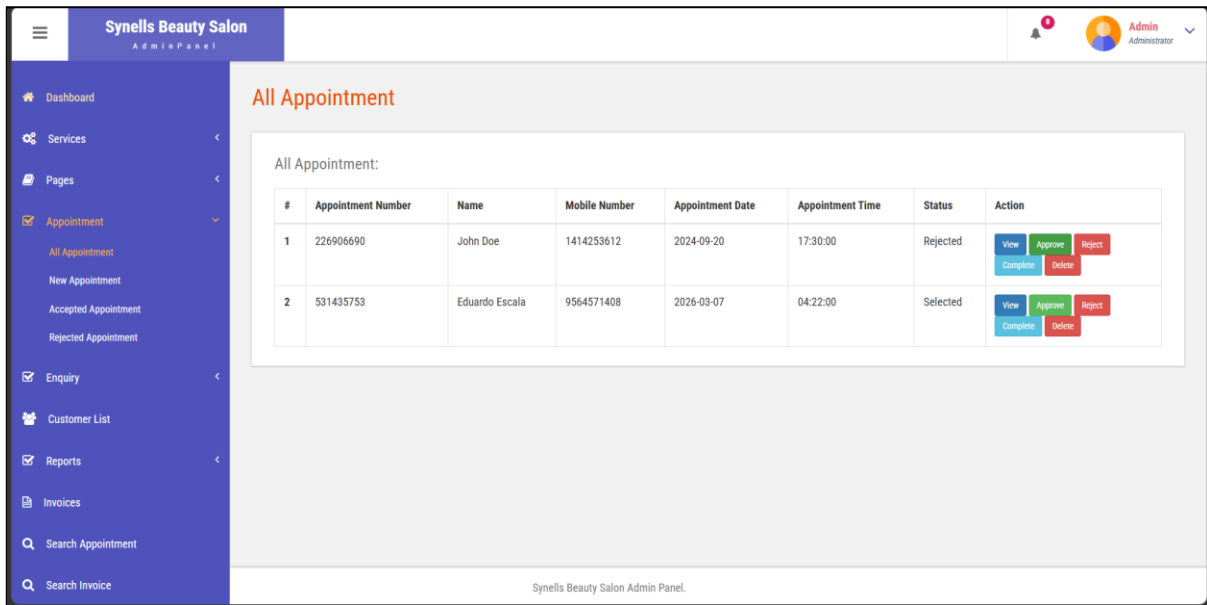 Synells Beauty Salon
AdminPanel
0
Admin
Administrator
Dashboard
Services
Pages
Appointment
All Appointment
New Appointment
Accepted Appointment
Rejected Appointment
Enquiry
Customer List
Reports
Invoices
Search Appointment
Search Invoice
All Appointment
All Appointment:
# Appointment Number Name Mobile Number Appointment Date Appointment Time Status Action
1 226906690 John Doe 1414253612 2024-09-20 17:30:00 Rejected View Approve Reject
Complete Delete
2 531435753 Eduardo Escala 9564571408 2026-03-07 04:22:00 Selected View Approve Reject
Complete Delete
Synells Beauty Salon Admin Panel.